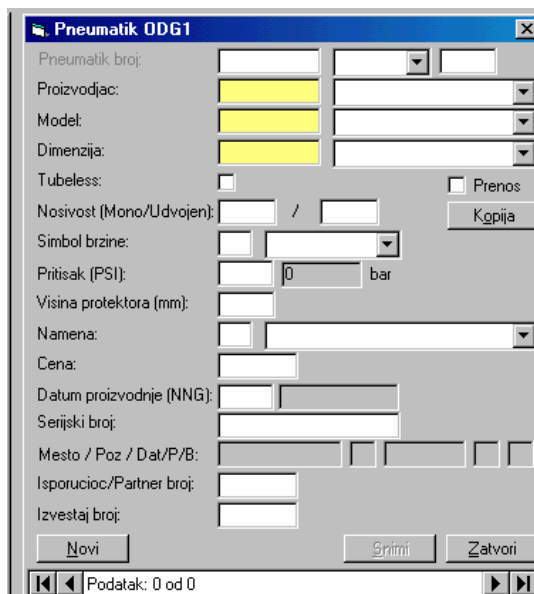 Pneumatik ODG1
Pneumatik broj:
Proizvodjac:
Model:
Dimenzija:
Tubeless:
Prenos
Nosivost (Mono/Udvojen): /
Kopija
Simbol brzine:
Pritisak (PSI): 0 bar
Visina protektora (mm):
Namena:
Cena:
Datum proizvodnje (NNG):
Serijski broj:
Mesto / Poz / Dat/P/B:
Isporucioc/Partner broj:
Izvestaj broj:
Novi Snimi Zatvori
Podatak: 0 od 0